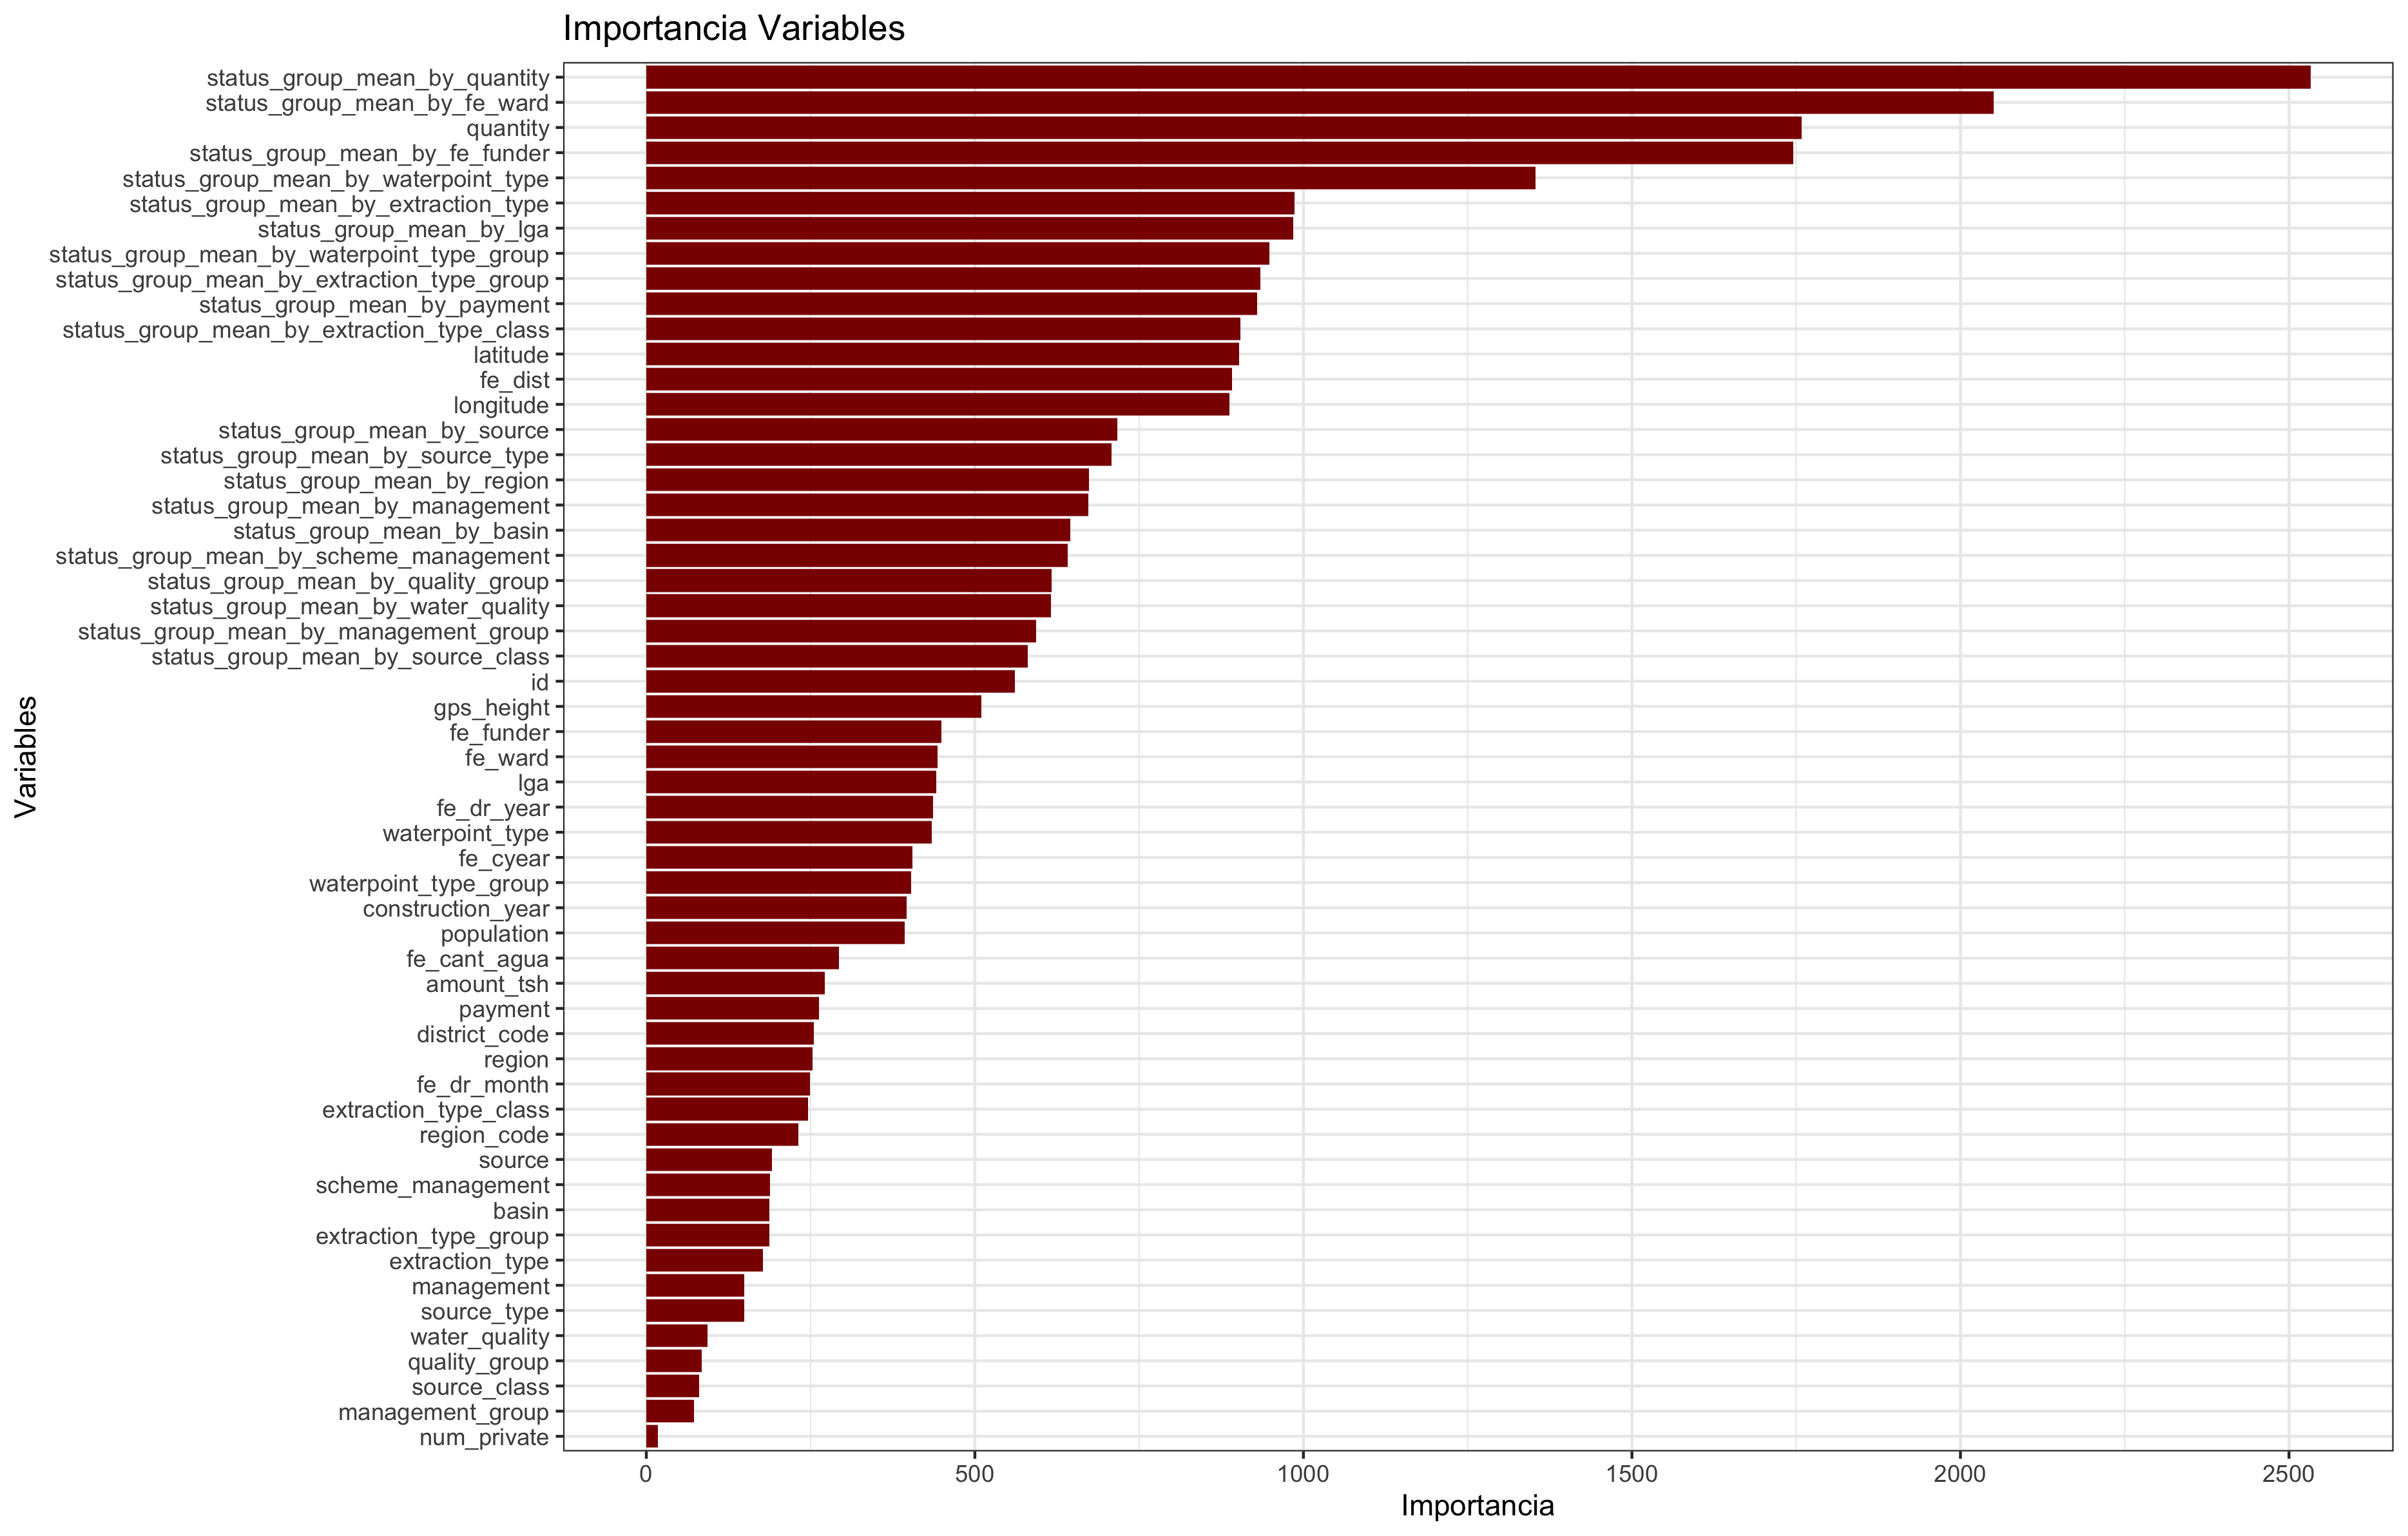 Importancia Variables
status_group_mean_by_quantity
status_group_mean_by_fe_ward
quantity
status_group_mean_by_fe_funder
status_group_mean_by_waterpoint_type
status_group_mean_by_extraction_type
status_group_mean_by_lga
status_group_mean_by_waterpoint_type_group
status_group_mean_by_extraction_type_group
status_group_mean_by_payment
status_group_mean_by_extraction_type_class
latitude
fe_dist
longitude
status_group_mean_by_source
status_group_mean_by_source_type
status_group_mean_by_region
status_group_mean_by_management
status_group_mean_by_basin
status_group_mean_by_scheme_management
status_group_mean_by_quality_group
status_group_mean_by_water_quality
status_group_mean_by_management_group
status_group_mean_by_source_class
id
gps_height
fe_funder
fe_ward
lga
fe_dr_year
waterpoint_type
fe_cyear
waterpoint_type_group
construction_year
population
fe_cant_agua
amount_tsh
payment
district_code
region
fe_dr_month
extraction_type_class
region_code
source
scheme_management
basin
extraction_type_group
extraction_type
management
source_type
water_quality
quality_group
source_class
management_group
num_private
Variables
0 500 1000 1500 2000 2500
Importancia